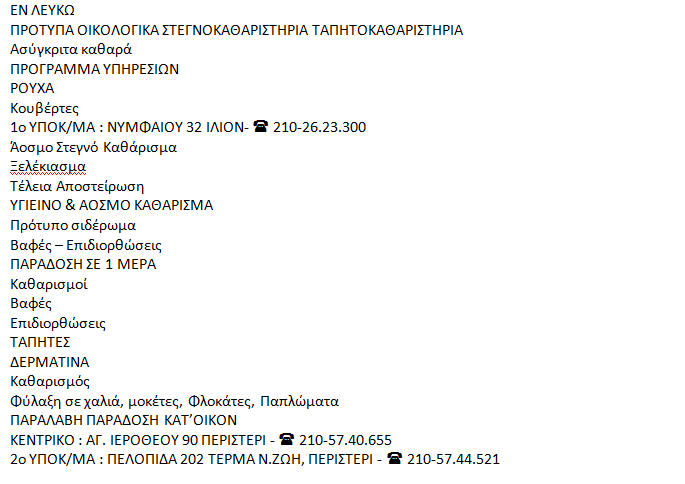 ΕΝ ΛΕΥΚΩ
ΠΡΟΤΥΠΑ ΟΙΚΟΛΟΓΙΚΑ ΣΤΕΓΝΟΚΑΘΑΡΙΣΤΗΡΙΑ ΤΑΠΗΤΟΚΑΘΑΡΙΣΤΗΡΙΑ
Ασύγκριτα καθαρά
ΠΡΟΓΡΑΜΜΑ ΥΠΗΡΕΣΙΩΝ
ΡΟΥΧΑ
Κουβέρτες
1ο ΥΠΟΚ/ΜΑ : ΝΥΜΦΑΙΟΥ 32 ΙΛΙΟΝ- ☎ 210-26.23.300
Άοσμο Στεγνό Καθάρισμα
Ξελέκιασμα
Τέλεια Αποστείρωση
ΥΓΙΕΙΝΟ & ΑΟΣΜΟ ΚΑΘΑΡΙΣΜΑ
Πρότυπο σιδέρωμα
Βαφές – Επιδιορθώσεις
ΠΑΡΑΔΟΣΗ ΣΕ 1 ΜΕΡΑ
Καθαρισμοί
Βαφές
Επιδιορθώσεις
ΤΑΠΗΤΕΣ
ΔΕΡΜΑΤΙΝΑ
Καθαρισμός
Φύλαξη σε χαλιά, μοκέτες, Φλοκάτες, Παπλώματα
ΠΑΡΑΛΑΒΗ ΠΑΡΑΔΟΣΗ ΚΑΤ’ΟΙΚΟΝ
ΚΕΝΤΡΙΚΟ : ΑΓ. ΙΕΡΟΘΕΟΥ 90 ΠΕΡΙΣΤΕΡΙ - ☎ 210-57.40.655
2ο ΥΠΟΚ/ΜΑ : ΠΕΛΟΠΙΔΑ 202 ΤΕΡΜΑ Ν.ΖΩΗ, ΠΕΡΙΣΤΕΡΙ - ☎ 210-57.44.521